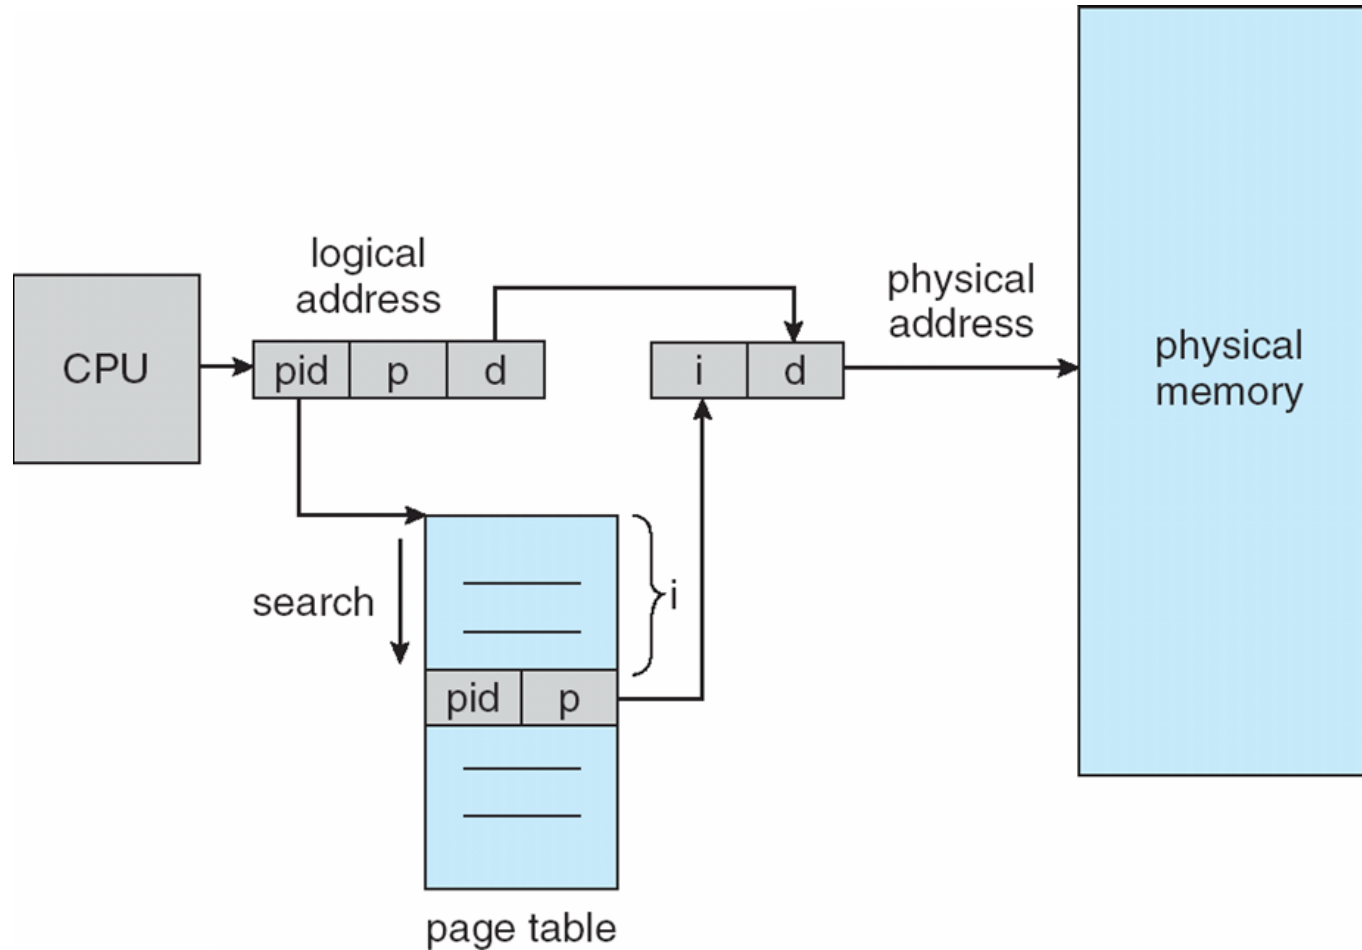 logical
address
physical
address
CPU
pid p d
i d
physical
memory
search
i
pid p
page table